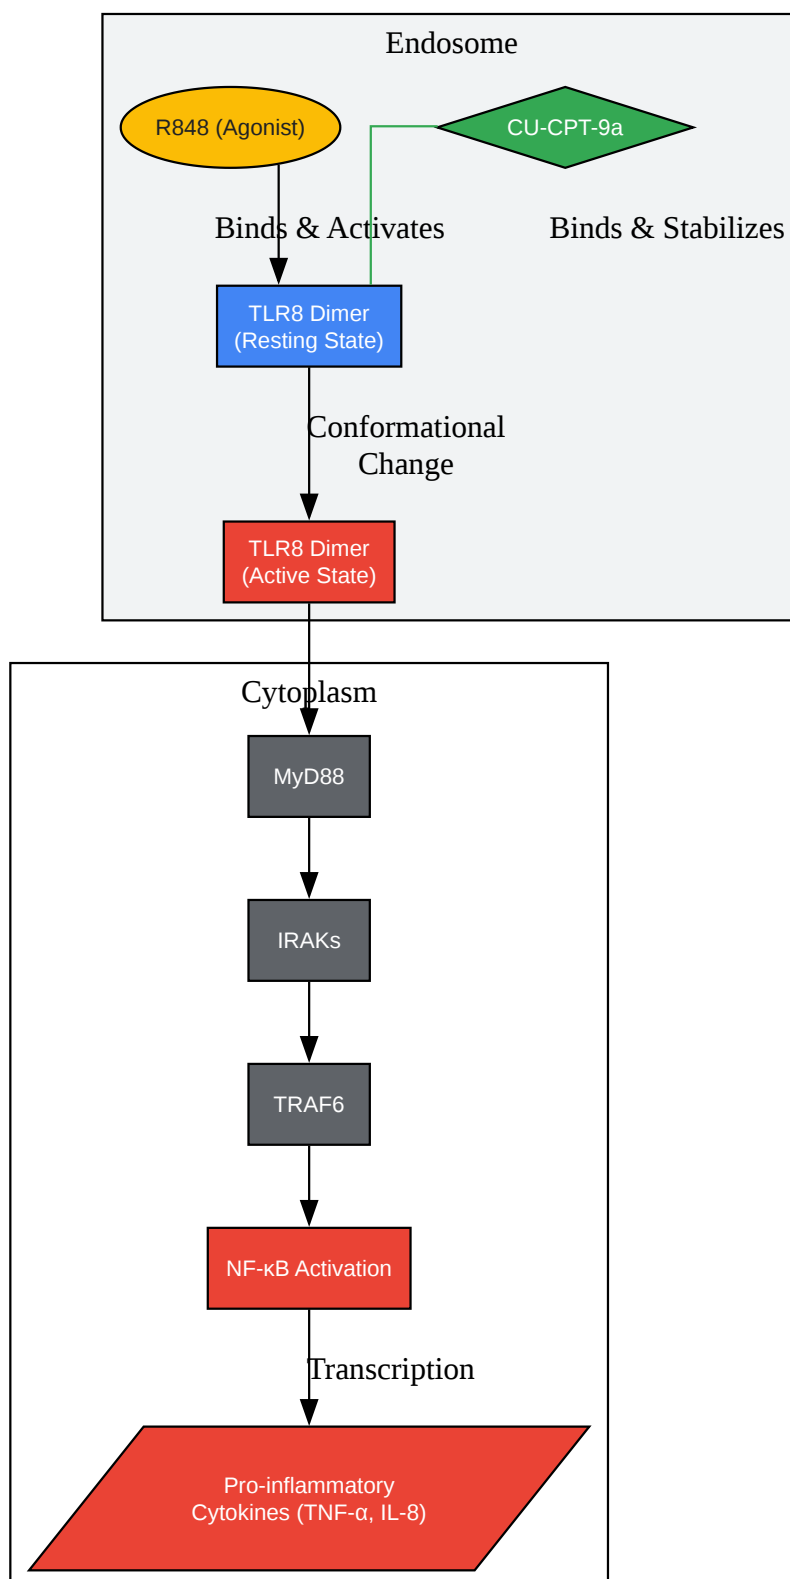 Endosome
R848 (Agonist)
CU-CPT-9a
Binds & Activates
Binds & Stabilizes
TLR8 Dimer
(Resting State)
Conformational
Change
TLR8 Dimer
(Active State)
Cytoplasm
MyD88
IRAKs
TRAF6
NF-κB Activation
Transcription
Pro-inflammatory
Cytokines (TNF-α, IL-8)